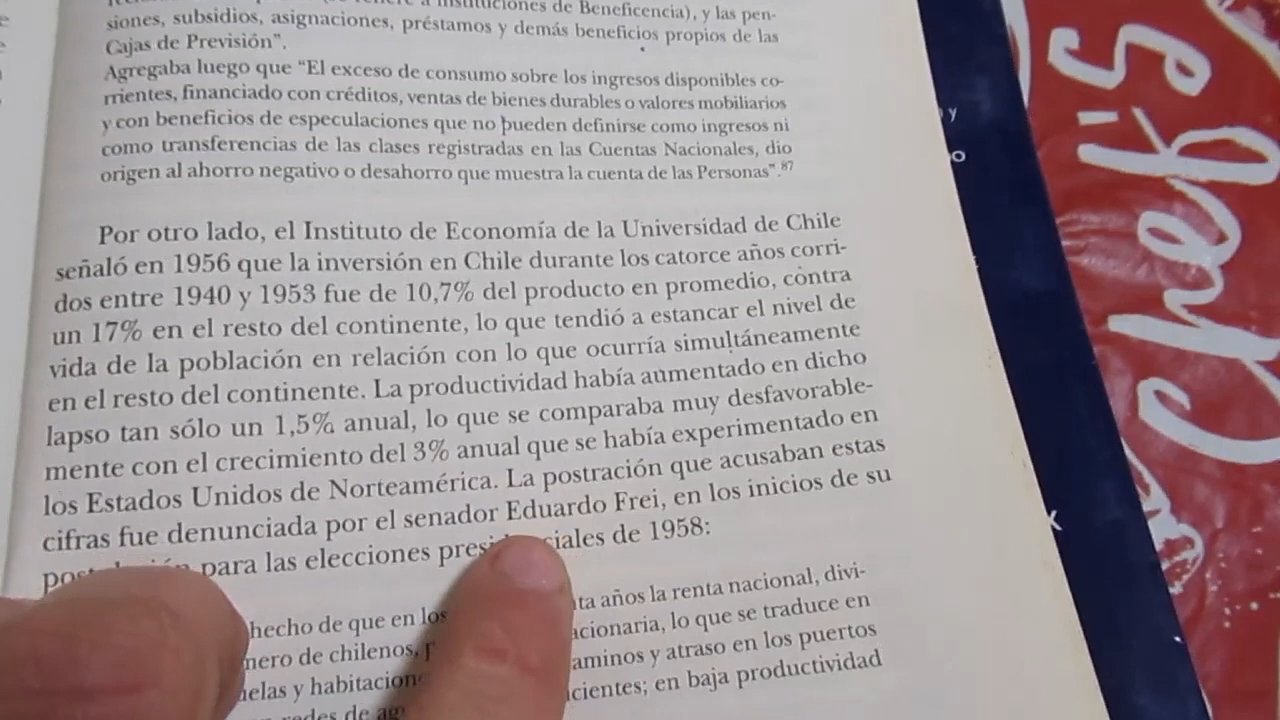 Instituciones de Beneficencia), y las pen-
siones, subsidios, asignaciones, préstamos y demás beneficios propios de las
Cajas de Previsión".
Agregaba luego que "El exceso de consumo sobre los ingresos disponibles co-
rrientes, financiado con créditos, ventas de bienes durables o valores mobiliarios
y con beneficios de especulaciones que no pueden definirse como ingresos ni
como transferencias de las clases registradas en las Cuentas Nacionales, dio
origen al ahorro negativo o desahorro que muestra la cuenta de las Personas".87
Por otro lado, el Instituto de Economía de la Universidad de Chile
señaló en 1956 que la inversión en Chile durante los catorce años corri-
dos entre 1940 y 1953 fue de 10,7% del producto en promedio, contra
un 17% en el resto del continente, lo que tendió a estancar el nivel de
vida de la población en relación con lo que ocurría simultáneamente
en el resto del continente. La productividad había aumentado en dicho
lapso tan sólo un 1,5% anual, lo que se comparaba muy desfavorable-
mente con el crecimiento del 3% anual que se había experimentado en
los Estados Unidos de Norteamérica. La postración que acusaban estas
cifras fue denunciada por el senador Eduardo Frei, en los inicios de su
para las elecciones presidenciales de 1958:
hecho de que en los años la renta nacional, divi-
chilenos, lo que se traduce en
y caminos y atraso en los puertos
en baja productividad
redes de
y
o
Chef's